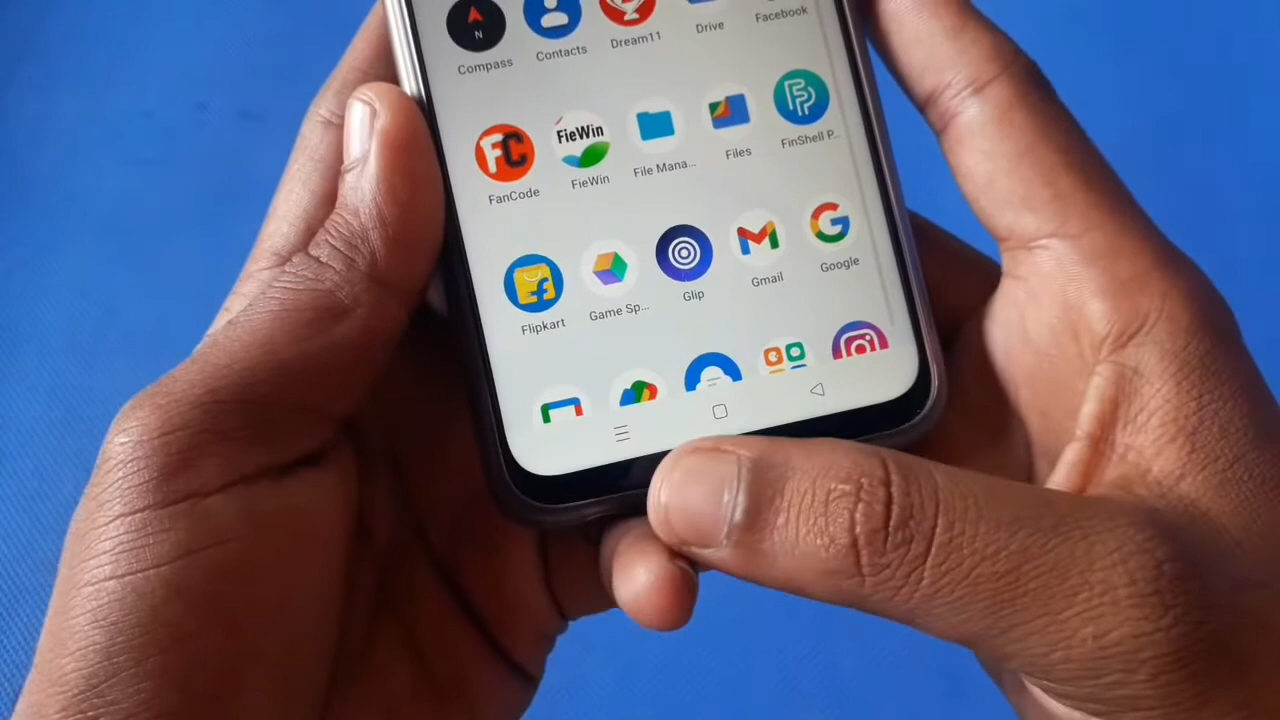 N
Compass
Contacts
Dream11
Drive
Facebook
FC
FanCode
FieWin
FieWin
File Mana...
Files
FinShell P...
Flipkart
Game Sp...
Glip
Gmail
Google